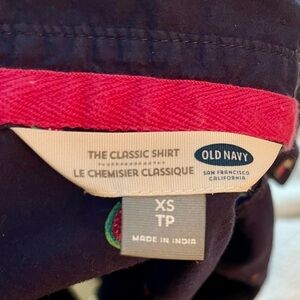 THE CLASSIC SHIRT
LE CHEMISIER CLASSIQUE
OLD NAVY
SAN FRANCISCO
CALIFORNIA
XS
TP
MADE IN INDIA